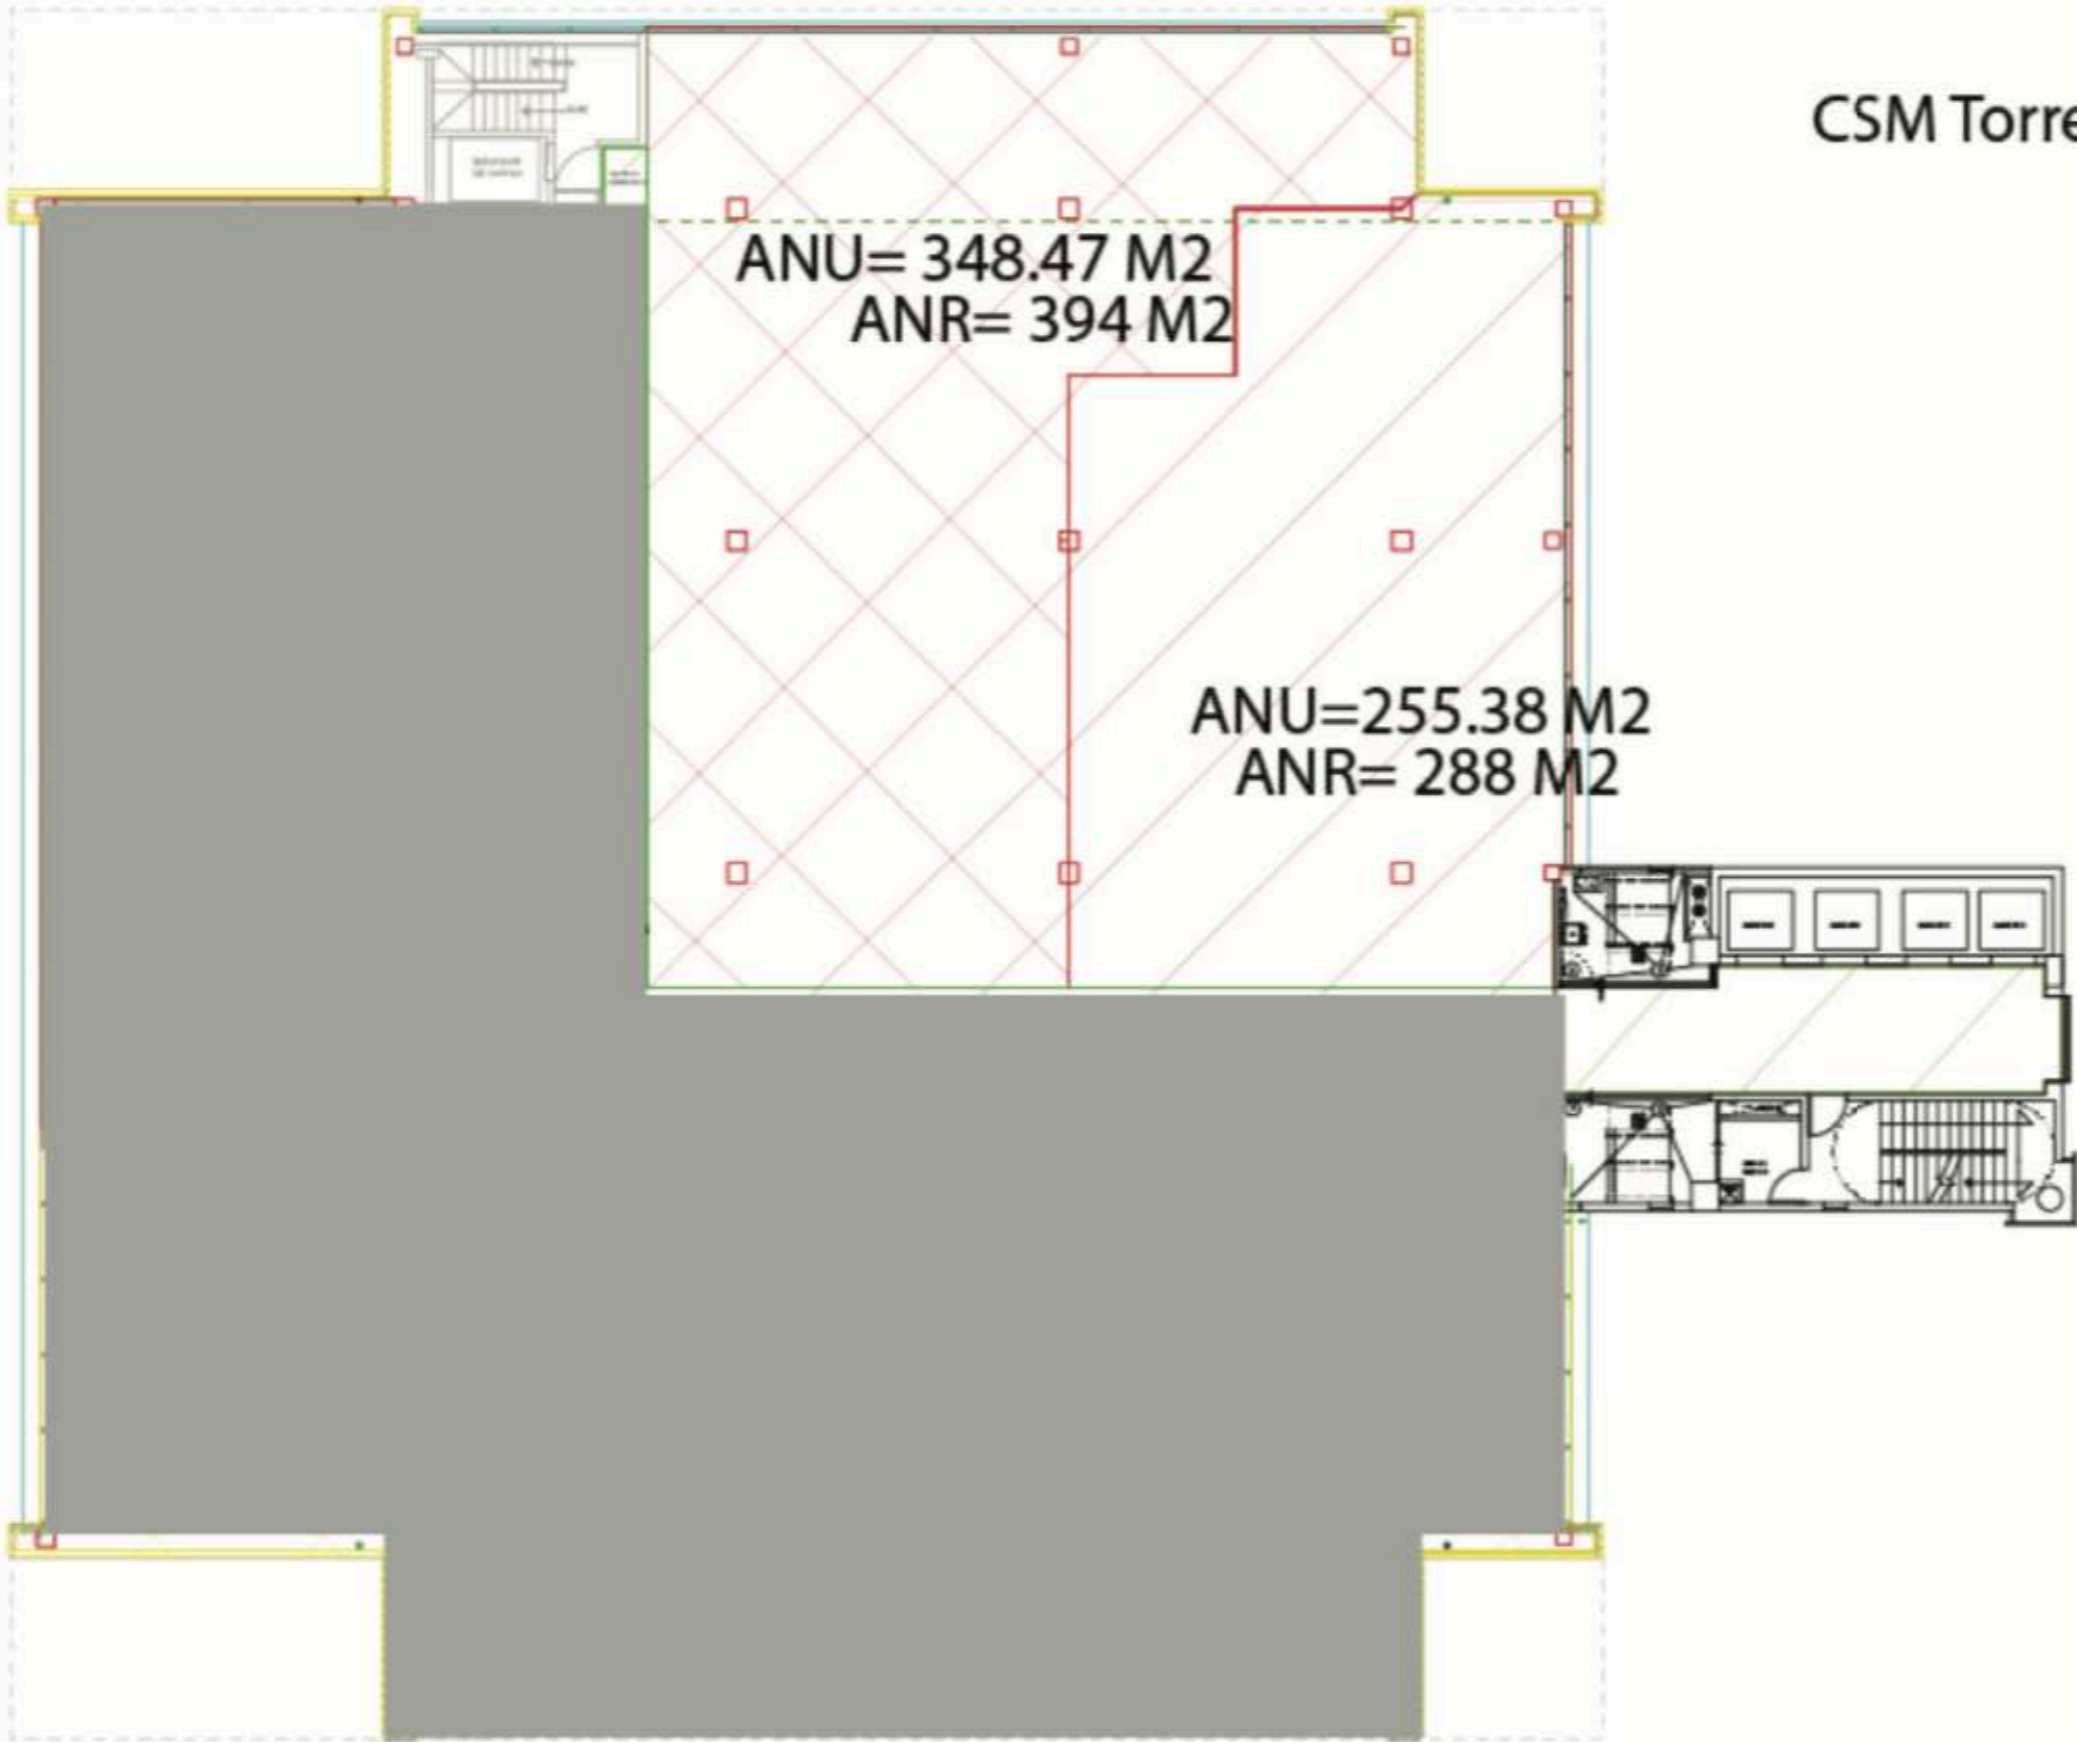 CSM Torre
ANU= 348.47 M2
ANR= 394 M2
ANU=255.38 M2
ANR= 288 M2